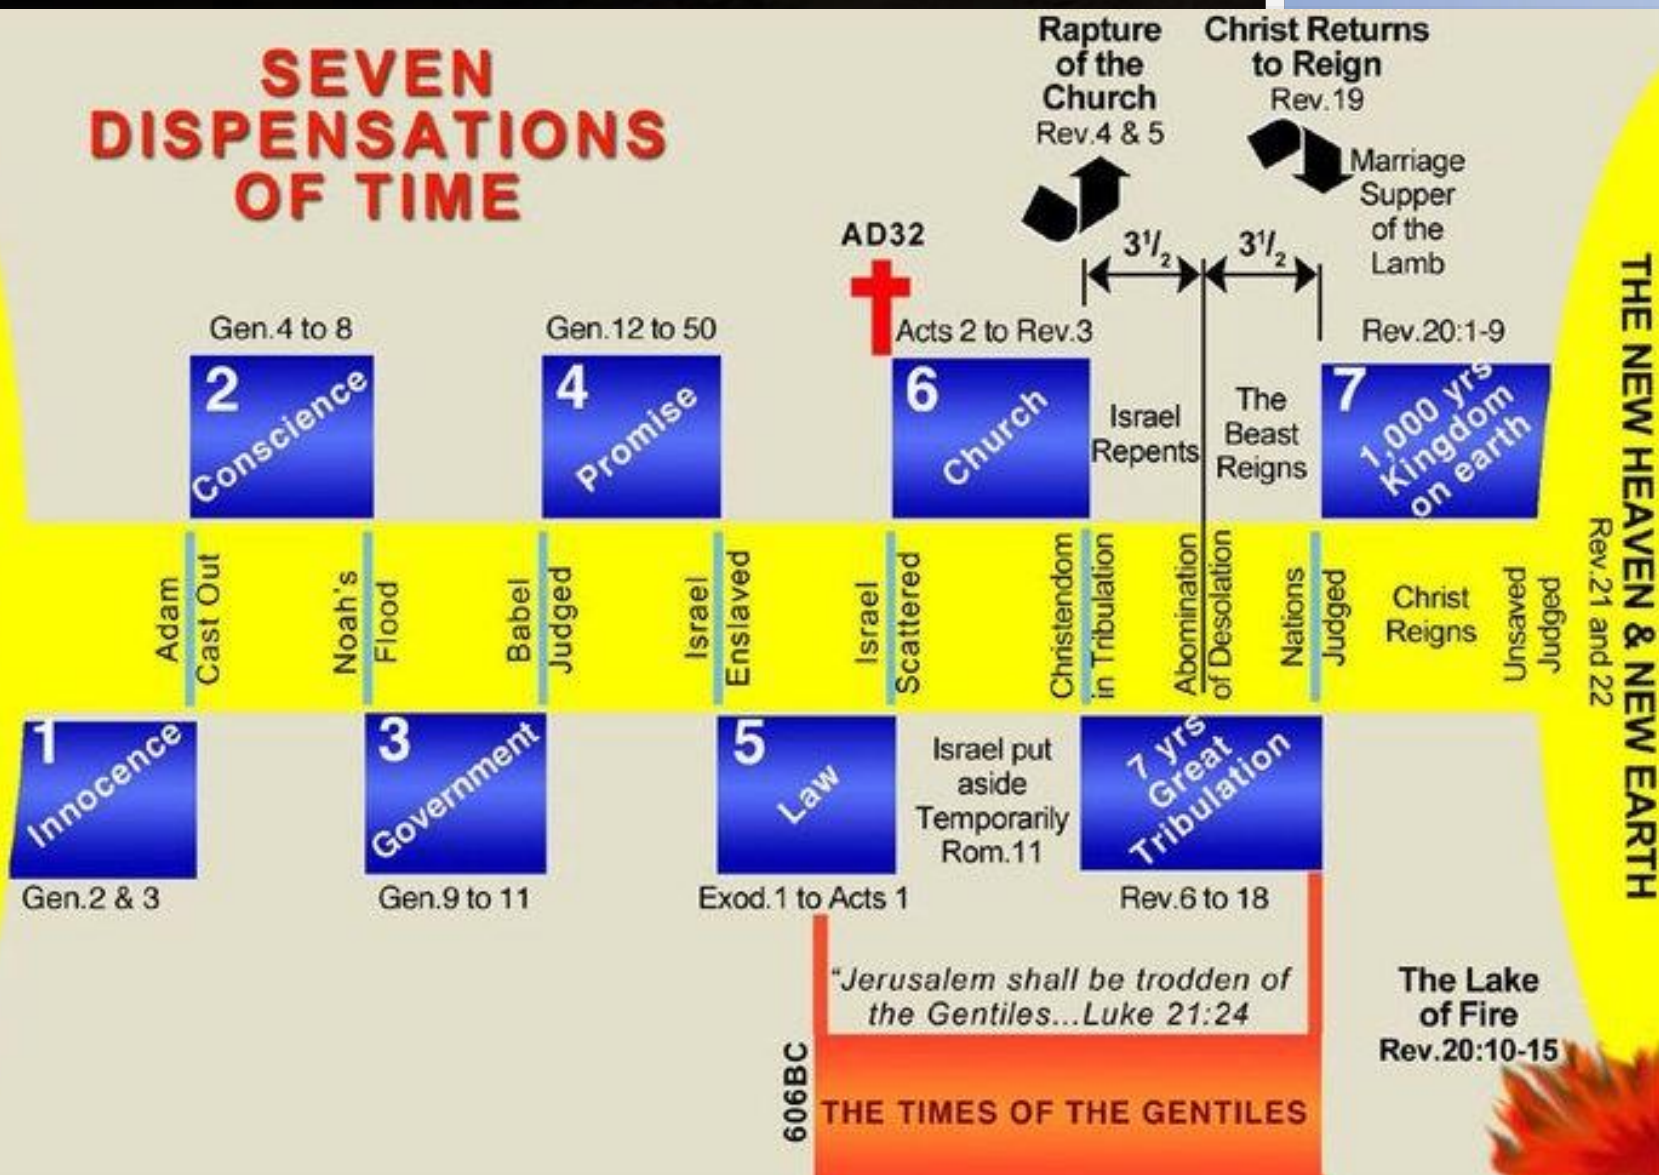 SEVEN
DISPENSATIONS
OF TIME
Rapture
of the
Church
Rev.4 & 5
Christ Returns
to Reign
Rev.19
Marriage
Supper
of the
Lamb
AD32
3½
3½
Gen.4 to 8
Gen.12 to 50
Acts 2 to Rev.3
Rev.20:1-9
2
Conscience
4
Promise
6
Church
Israel
Repents
The
Beast
Reigns
7
1,000 yrs
Kingdom
on earth
Adam
Cast Out
Noah's
Flood
Babel
Judged
Israel
Enslaved
Israel
Scattered
Christendom
in Tribulation
Abomination
of Desolation
Nations
Judged
Christ
Reigns
Unsaved
Judged
Rev.21 and 22
THE NEW HEAVEN & NEW EARTH
1
Innocence
3
Government
5
Law
Israel put
aside
Temporarily
Rom.11
7 yrs
Great
Tribulation
Gen.2 & 3
Gen.9 to 11
Exod.1 to Acts 1
Rev.6 to 18
“Jerusalem shall be trodden of
the Gentiles...Luke 21:24
606BC
THE TIMES OF THE GENTILES
The Lake
of Fire
Rev.20:10-15